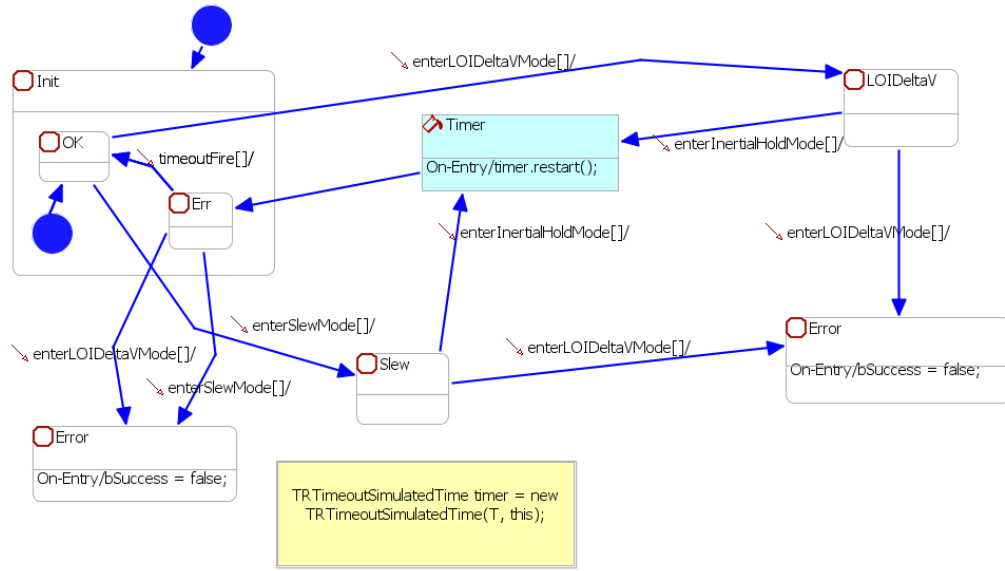 enterLOIDeltaVMode[]/
Init
LOIDeltaV
Timer
OK
enterInertialHoldMode[]/
timeoutFire[]/
On-Entry/timer.restart();
Err
enterInertialHoldMode[]/
enterLOIDeltaVMode[]/
enterSlewMode[]/
Error
enterLOIDeltaVMode[]/
enterLOIDeltaVMode[]/
Slew
On-Entry/bSuccess = false;
enterSlewMode[]/
Error
On-Entry/bSuccess = false;
TRTimeoutSimulatedTime timer = new
TRTimeoutSimulatedTime(T, this);